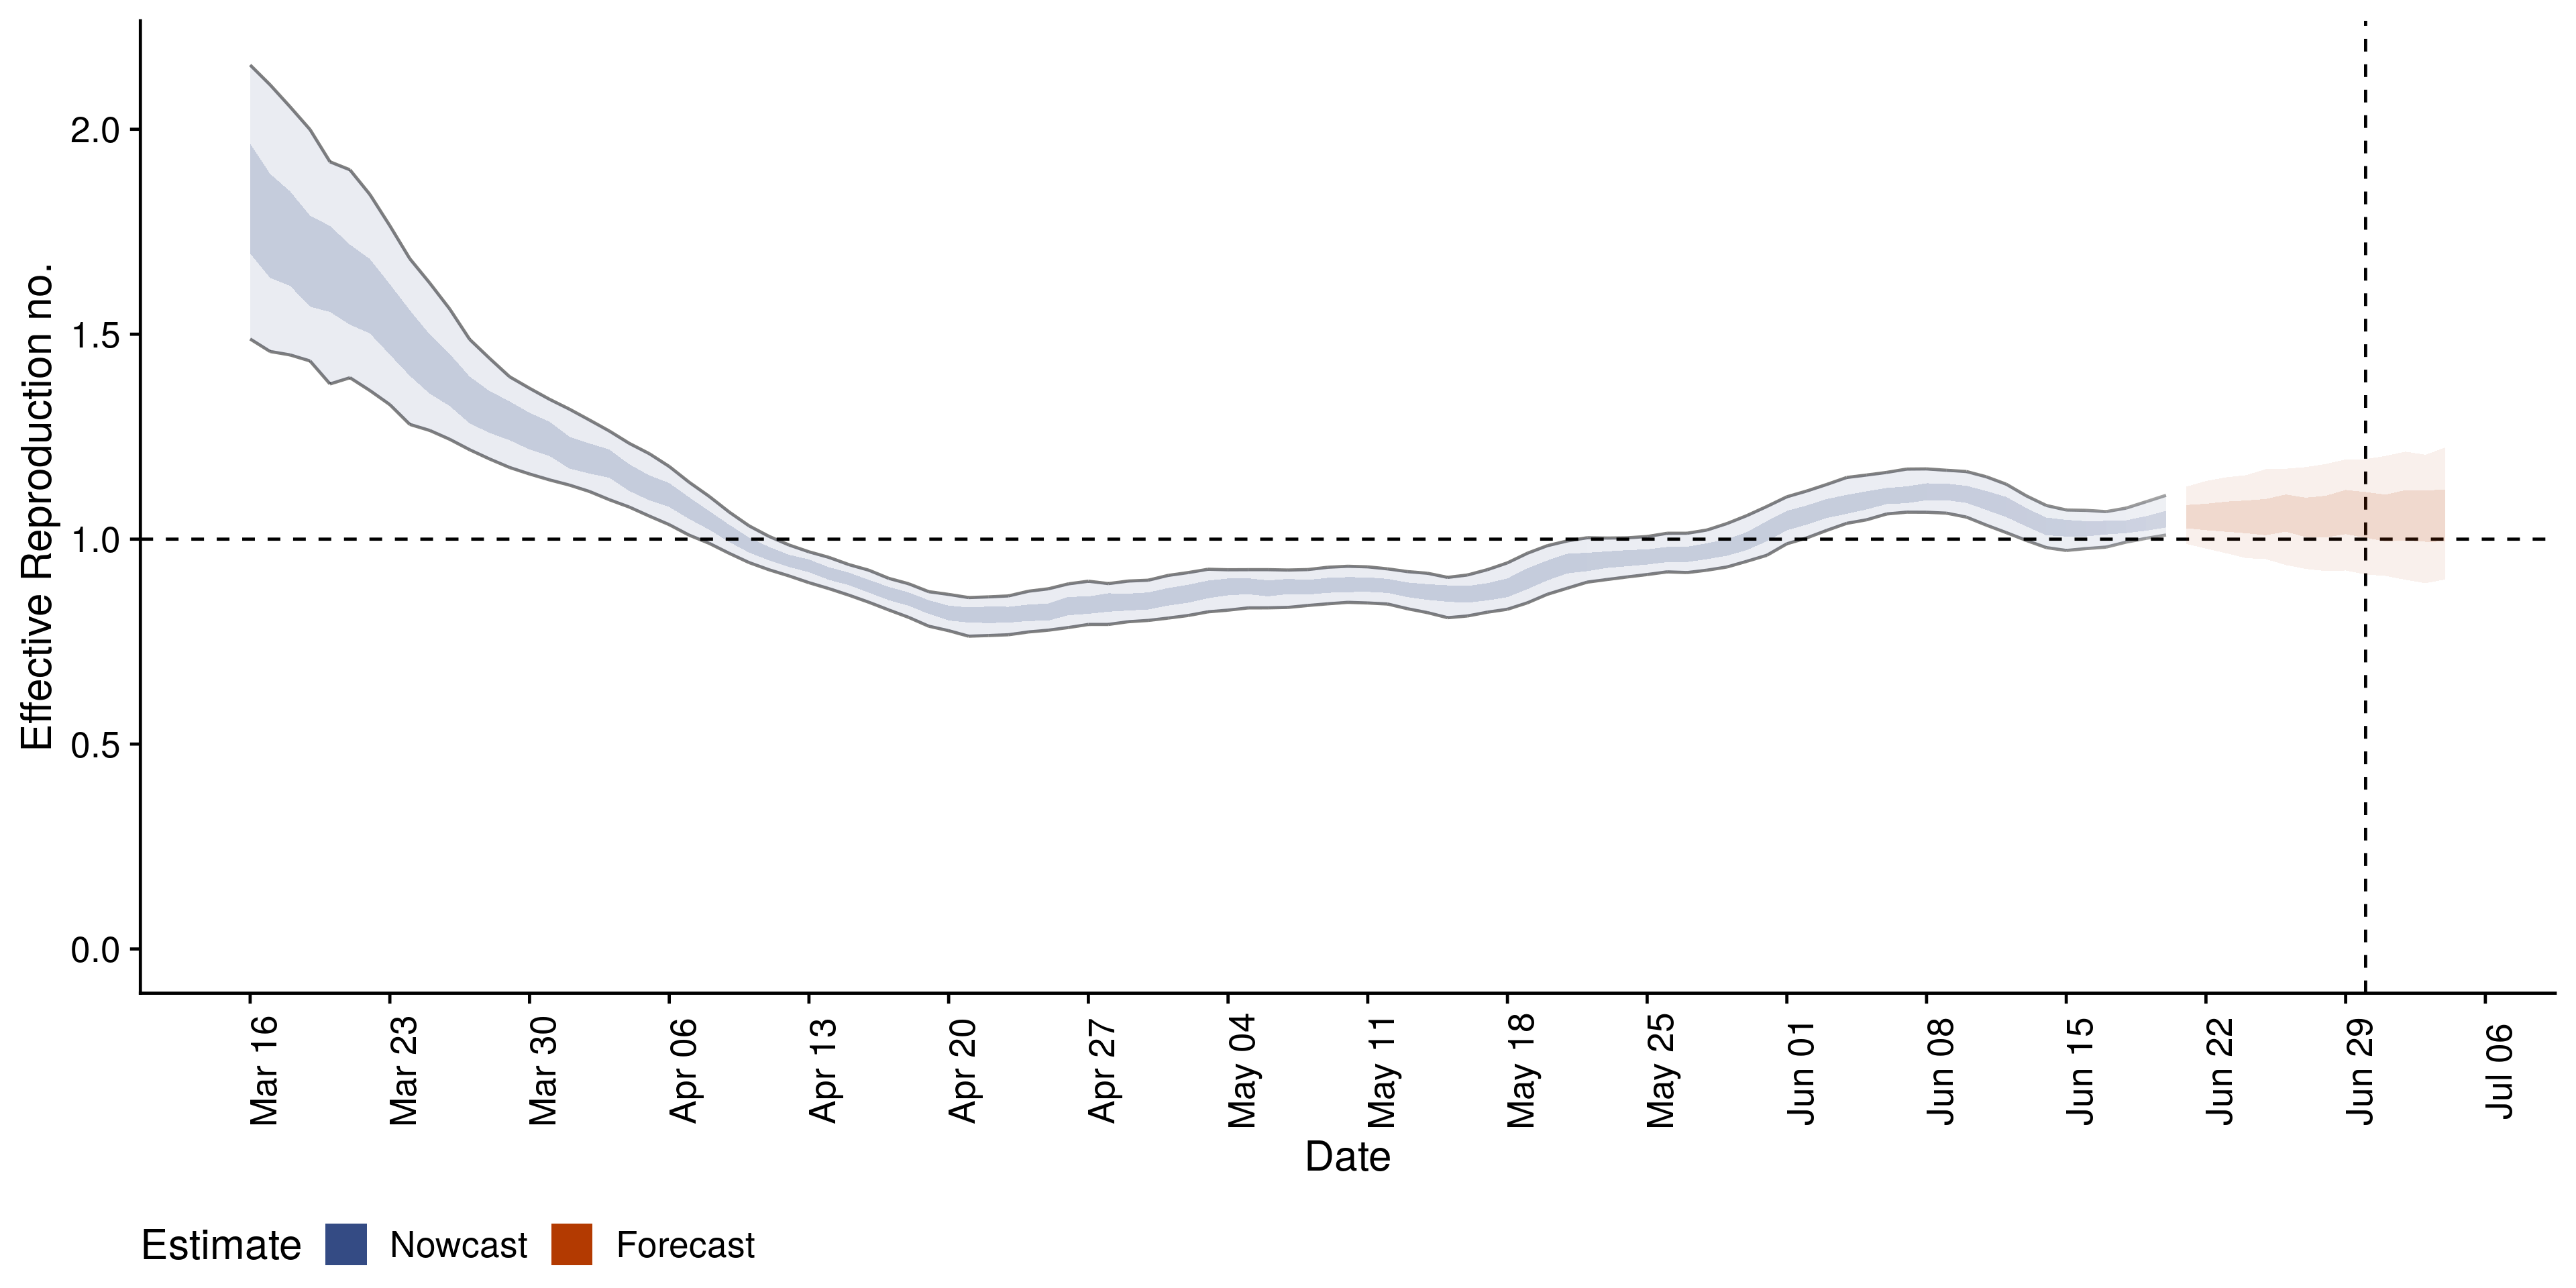 Effective Reproduction no.
2.0
1.5
1.0
0.5
0.0
Mar 16
Mar 23
Mar 30
Apr 06
Apr 13
Apr 20
Apr 27
May 04
May 11
May 18
May 25
Jun 01
Jun 08
Jun 15
Jun 22
Jun 29
Jul 06
Date
Estimate Nowcast Forecast